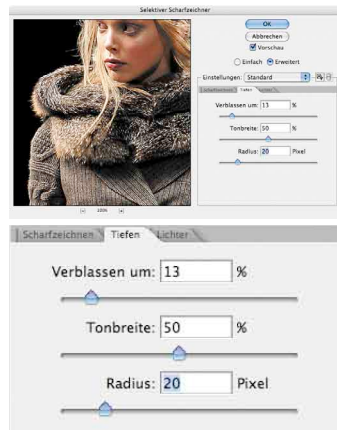 Selektiver Scharfzeichner
OK
Abbrechen
Vorschau
Einfach Erweitert
Einstellungen: Standard
Tiefen
Verblassen um: 13 %
Tonbreite: 50 %
Radius: 20 Pixel
100%
Scharfzeichnen Tiefen Lichter
Verblassen um: 13 %
Tonbreite: 50 %
Radius: 20 Pixel